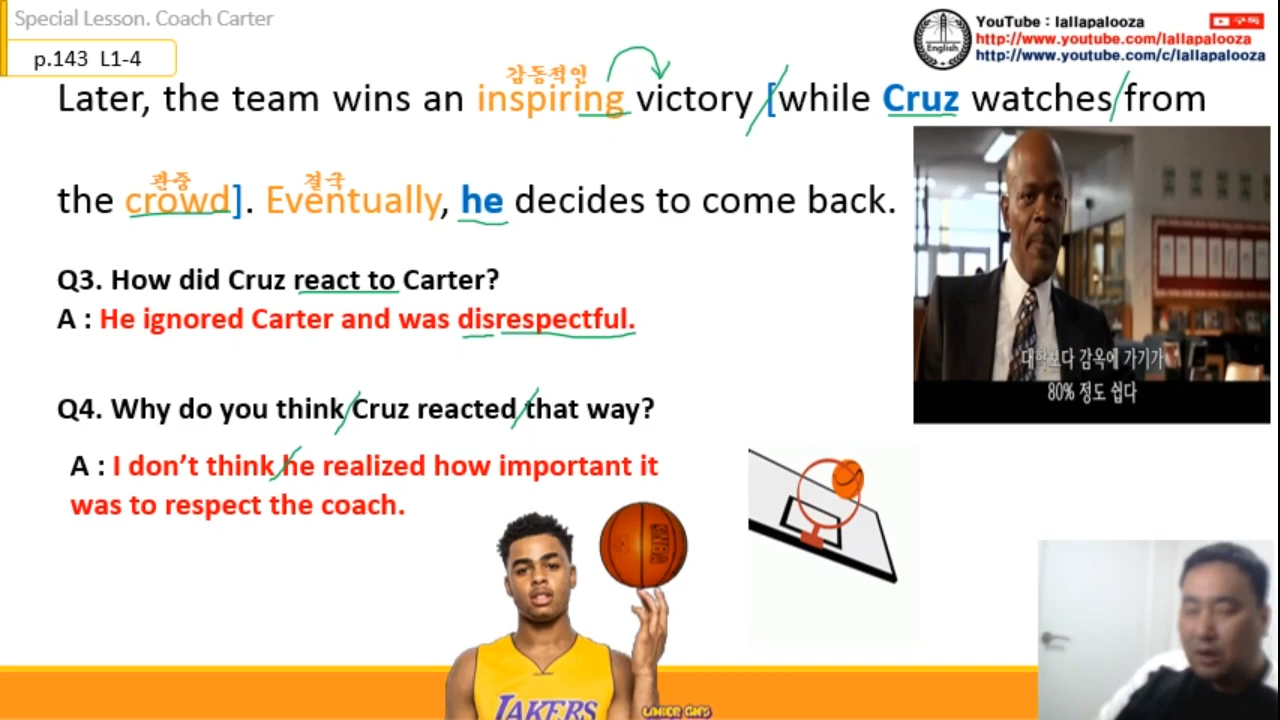 Special Lesson. Coach Carter
p.143 L1-4
English
YouTube : lallapalooza
구독
http://www.youtube.com/lallapalooza
http://www.youtube.com/c/lallapalooza
감동적인
Later, the team wins an inspiring victory [while Cruz watches from
관중 결국
the crowd]. Eventually, he decides to come back.
Q3. How did Cruz react to Carter?
A : He ignored Carter and was disrespectful.
대학보다 감옥에 가기가
80% 정도 쉽다
Q4. Why do you think Cruz reacted that way?
A : I don't think he realized how important it
was to respect the coach.
LAKERS